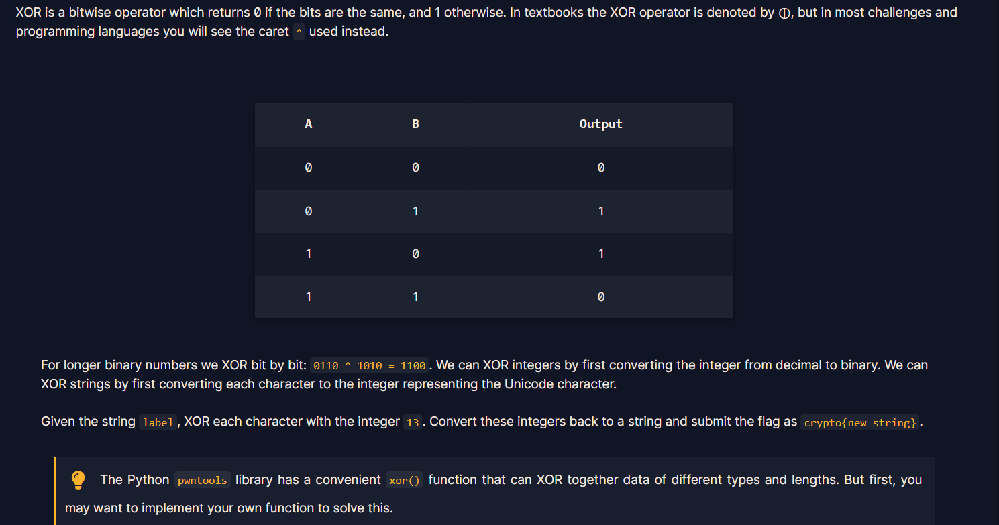 XOR is a bitwise operator which returns 0 if the bits are the same, and 1 otherwise. In textbooks the XOR operator is denoted by ⊕, but in most challenges and
programming languages you will see the caret ^ used instead.
A B Output
0 0 0
0 1 1
1 0 1
1 1 0
For longer binary numbers we XOR bit by bit: 0110 ^ 1010 = 1100. We can XOR integers by first converting the integer from decimal to binary. We can
XOR strings by first converting each character to the integer representing the Unicode character.
Given the string label, XOR each character with the integer 13. Convert these integers back to a string and submit the flag as crypto{new_string}.
The Python pwntools library has a convenient xor() function that can XOR together data of different types and lengths. But first, you
may want to implement your own function to solve this.